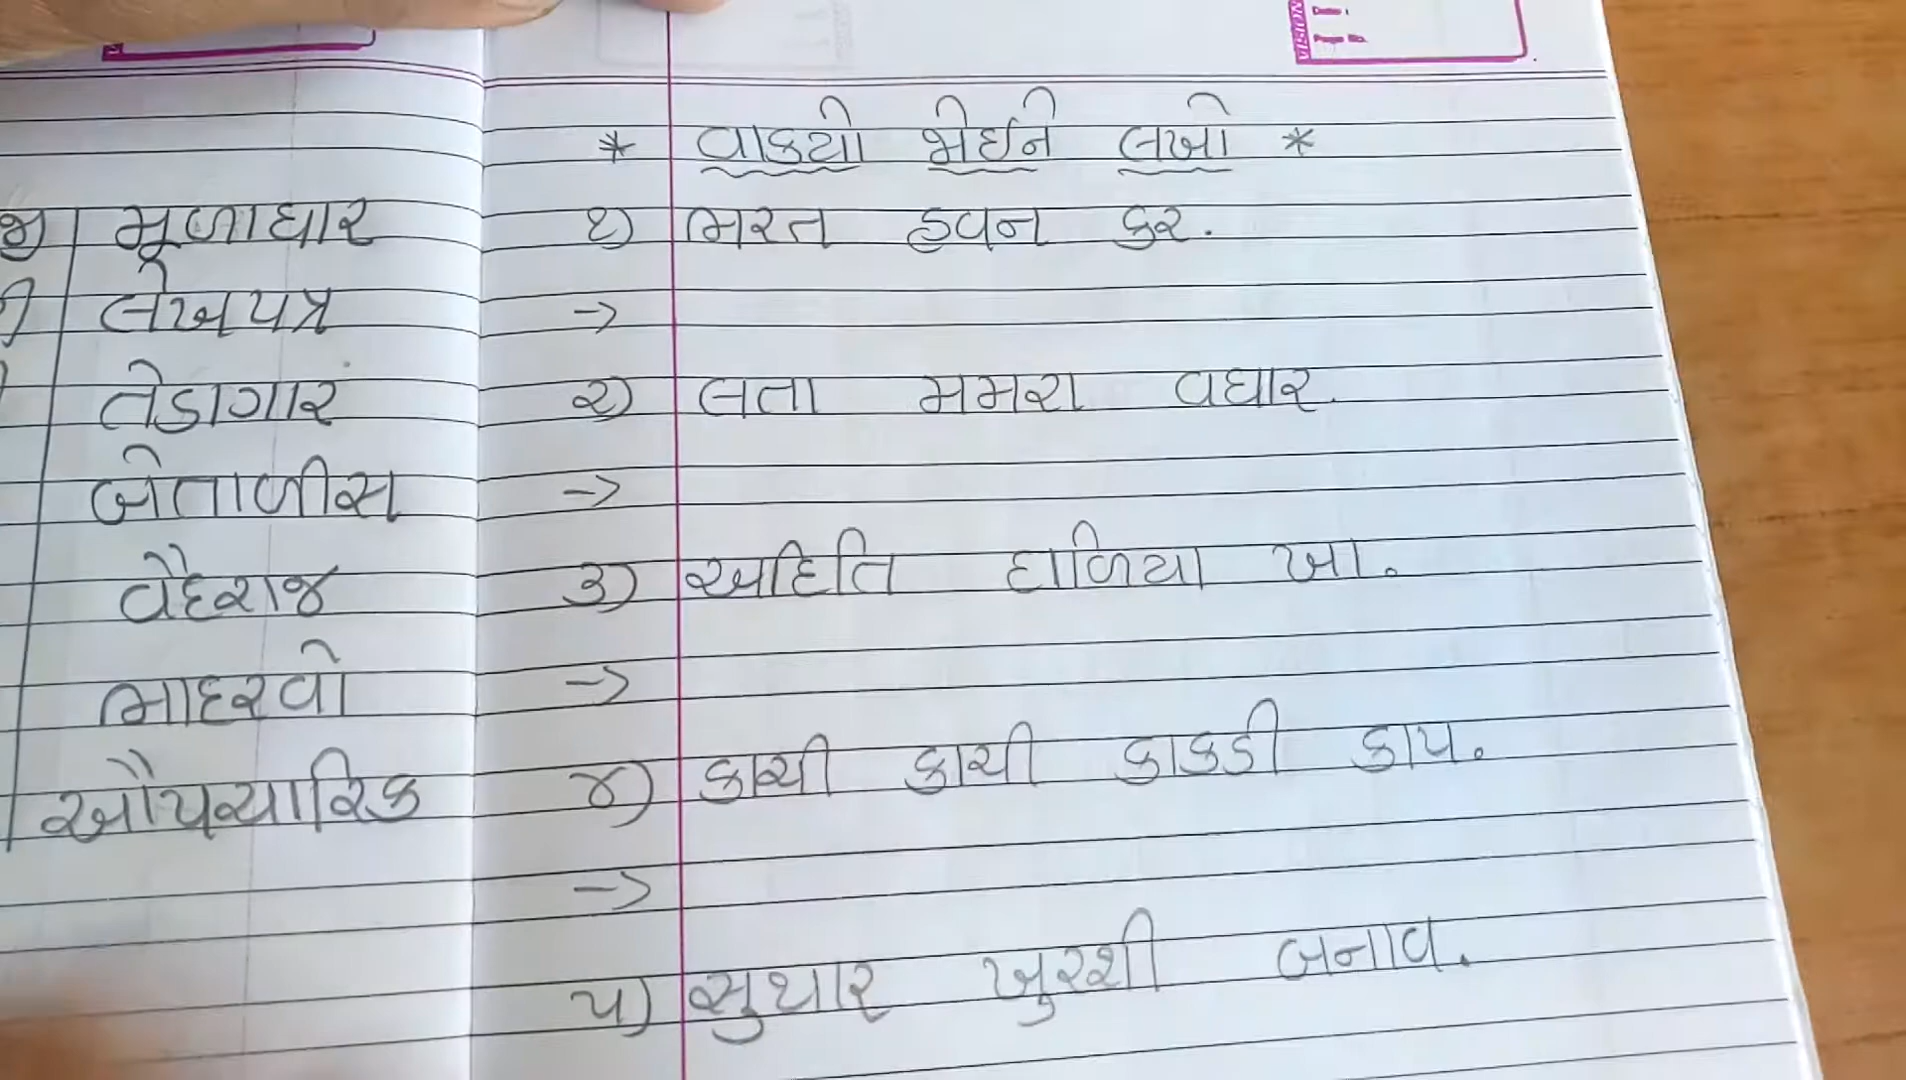 મૂળાધાર
લેખપત્ર
તેડાગાર
બેતાળીસ
વૈદરાજ
ભાદરવો
ઔપચારિક
* વાક્યો જોઈને લખો *
૧) ભરત હવન કર.
→
૨) લતા મમરા વઘાર.
→
૩) અદિતિ દાળિયા ખા.
→
૪) કાચી કાચી કાકડી કાપ.
→
૫) સુથાર ખુરશી બનાવ.